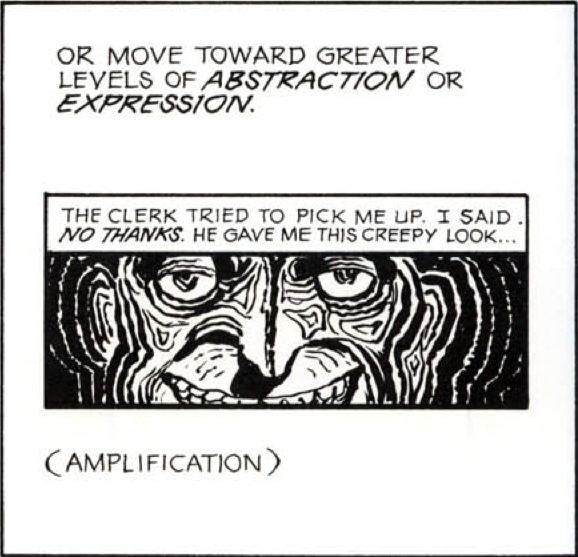 OR MOVE TOWARD GREATER
LEVELS OF ABSTRACTION OR
EXPRESSION.
THE CLERK TRIED TO PICK ME UP. I SAID .
NO THANKS. HE GAVE ME THIS CREEPY LOOK...
(AMPLIFICATION)